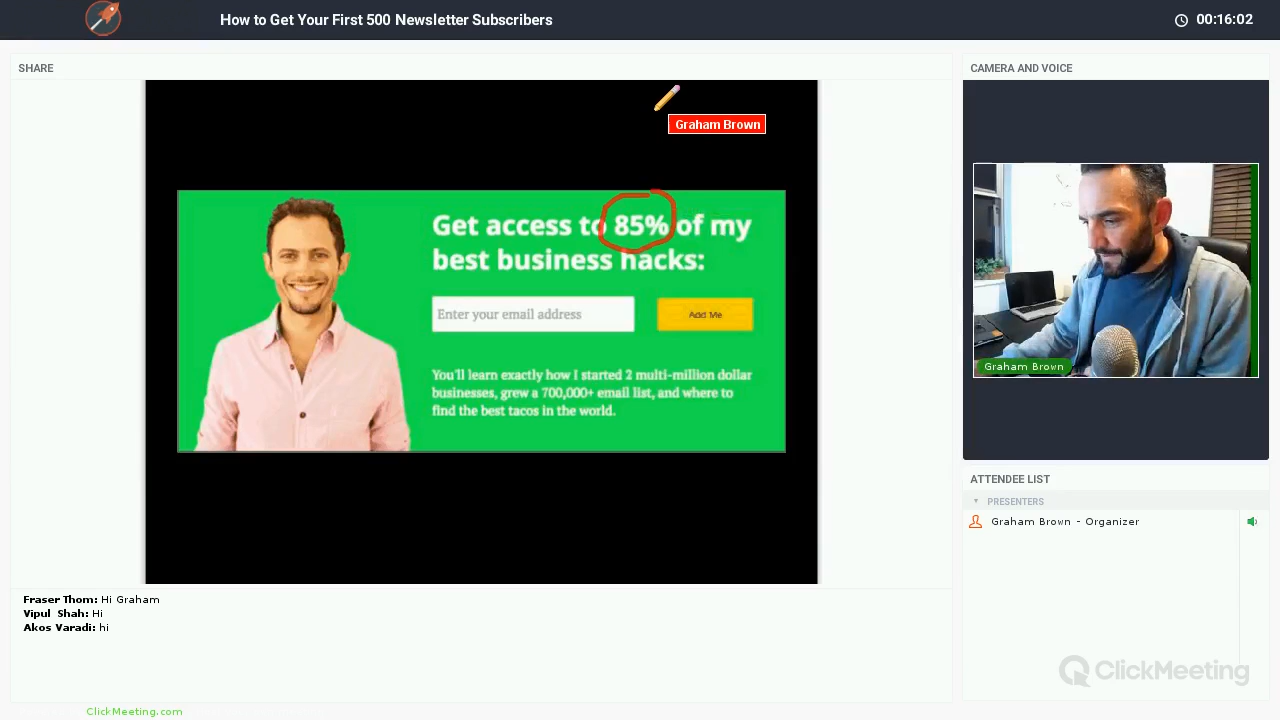 How to Get Your First 500 Newsletter Subscribers
00:16:02
SHARE
Graham Brown
Get access to 85% of my
best business hacks:
Enter your email address
Add Me
You'll learn exactly how I started 2 multi-million dollar
businesses, grew a 700,000+ email list, and where to
find the best tacos in the world.
CAMERA AND VOICE
Graham Brown
ATTENDEE LIST
PRESENTERS
Graham Brown - Organizer
Fraser Thom: Hi Graham
Vipul Shah: Hi
Akos Varadi: hi
ClickMeeting
ClickMeeting.com